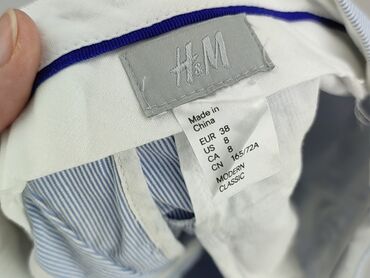 H&M
Made in
China
EUR 38
US 8
CA 8
CN 165/72A
MODERN
CLASSIC